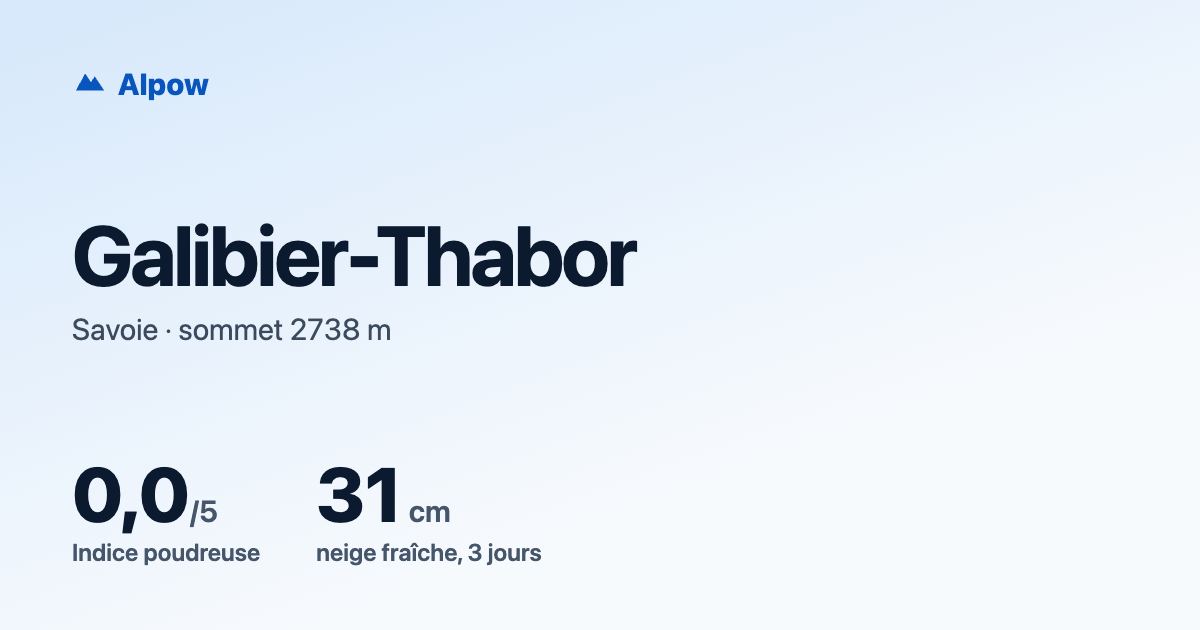 Alpow
Galibier-Thabor
Savoie · sommet 2738 m
0,0/5
Indice poudreuse
31 cm
neige fraîche, 3 jours